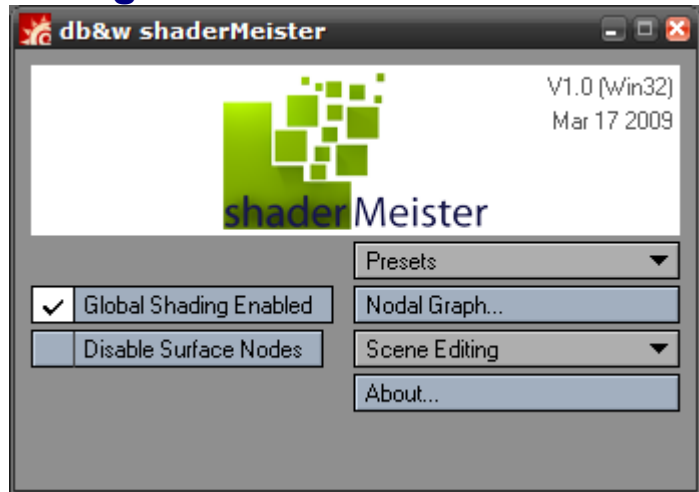 db&w shaderMeister
V1.0 (Win32)
Mar 17 2009
shaderMeister
Presets
Global Shading Enabled
Nodal Graph...
Disable Surface Nodes
Scene Editing
About...